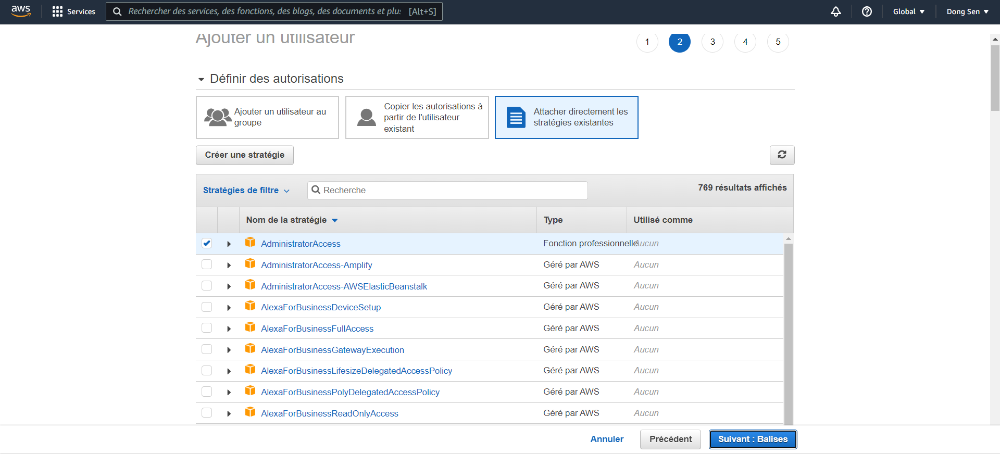 aws
Services
Rechercher des services, des fonctions, des blogs, des documents et plus [Alt+S]
Global
Dong Sen
Ajouter un utilisateur
1 2 3 4 5
Définir des autorisations
Ajouter un utilisateur au
groupe
Copier les autorisations à
partir de l'utilisateur
existant
Attacher directement les
stratégies existantes
Créer une stratégie
Stratégies de filtre
Recherche
769 résultats affichés
Nom de la stratégie Type Utilisé comme
AdministratorAccess Fonction professionnelle Aucun
AdministratorAccess-Amplify Géré par AWS Aucun
AdministratorAccess-AWSElasticBeanstalk Géré par AWS Aucun
AlexaForBusinessDeviceSetup Géré par AWS Aucun
AlexaForBusinessFullAccess Géré par AWS Aucun
AlexaForBusinessGatewayExecution Géré par AWS Aucun
AlexaForBusinessLifesizeDelegatedAccessPolicy Géré par AWS Aucun
AlexaForBusinessPolyDelegatedAccessPolicy Géré par AWS Aucun
AlexaForBusinessReadOnlyAccess Géré par AWS Aucun
Annuler Précédent Suivant : Balises